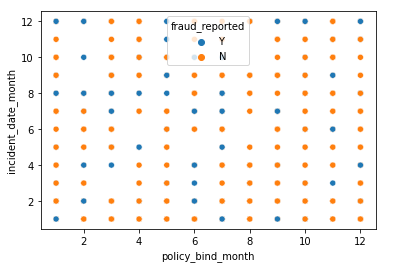 fraud_reported
Y
N
12
10
8
6
4
2
incident_date_month
2
4
6
8
10
12
policy_bind_month